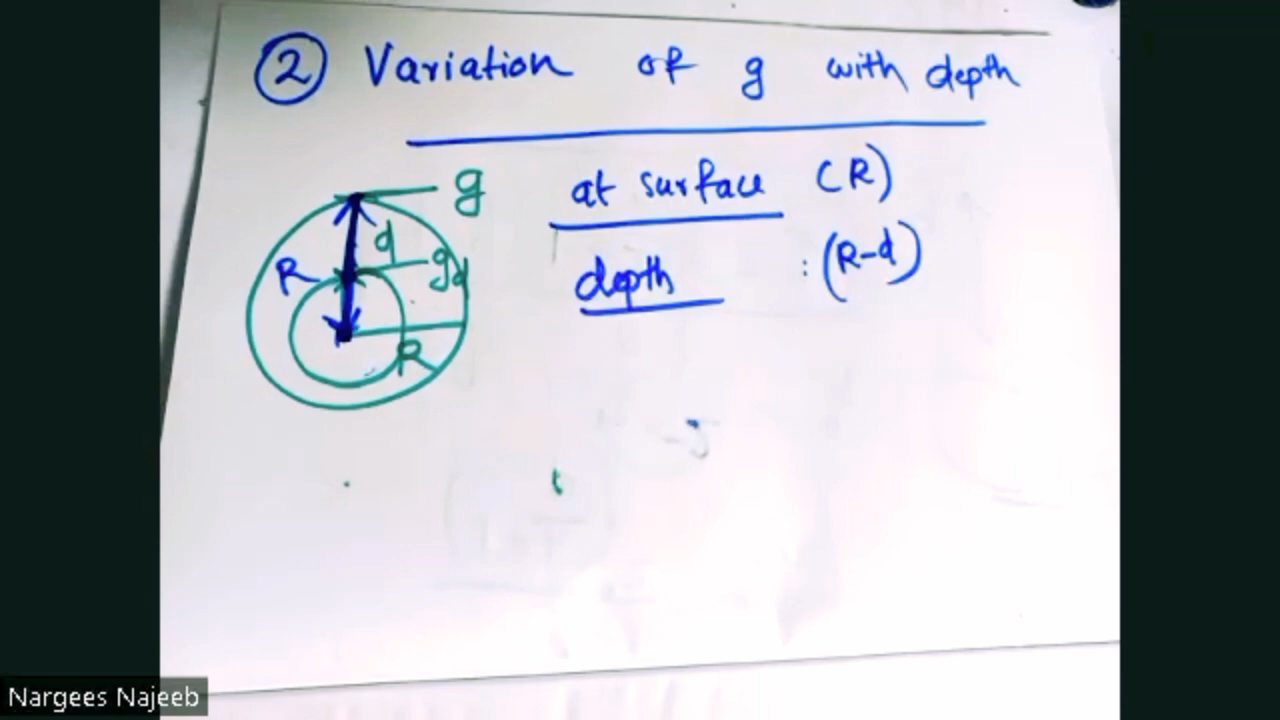 ② Variation of g with depth
g
at surface (R)
d
R
gd
depth : (R-d)
R
Nargees Najeeb